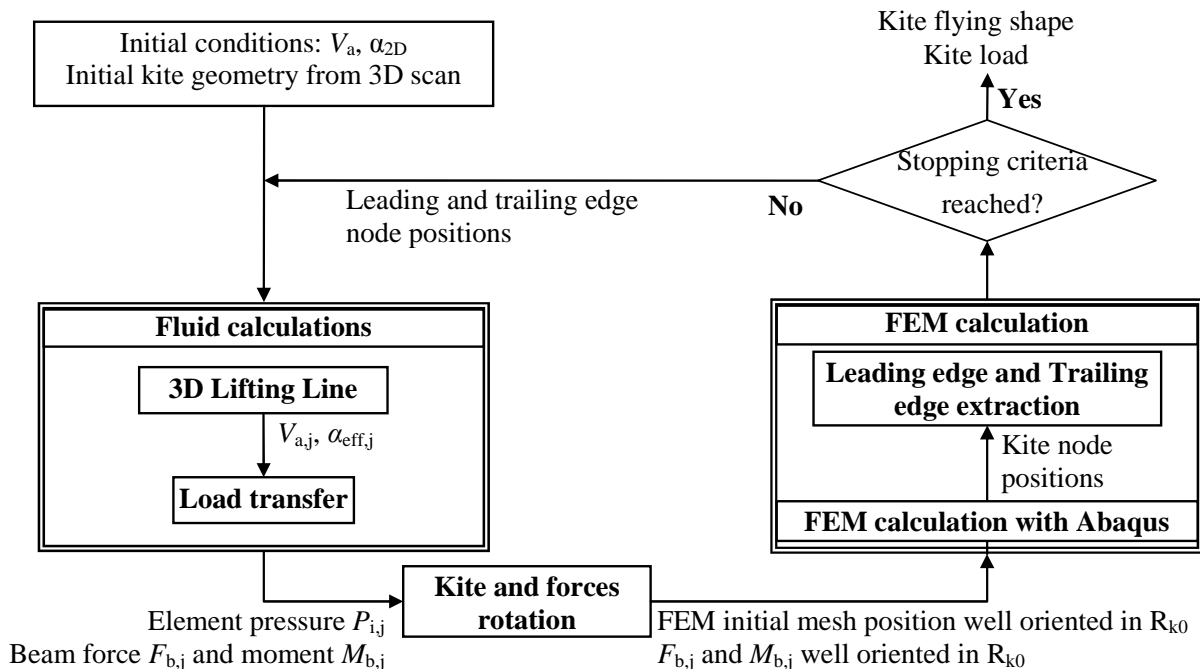 Initial conditions: Va, α2D
Initial kite geometry from 3D scan
Kite flying shape
Kite load
Yes
Stopping criteria
reached?
No
Leading and trailing edge
node positions
Fluid calculations
3D Lifting Line
Va,j, αeff,j
Load transfer
FEM calculation
Leading edge and Trailing
edge extraction
Kite node
positions
FEM calculation with Abaqus
Kite and forces
rotation
Element pressure Pi,j
Beam force Fb,j and moment Mb,j
FEM initial mesh position well oriented in Rk0
Fb,j and Mb,j well oriented in Rk0